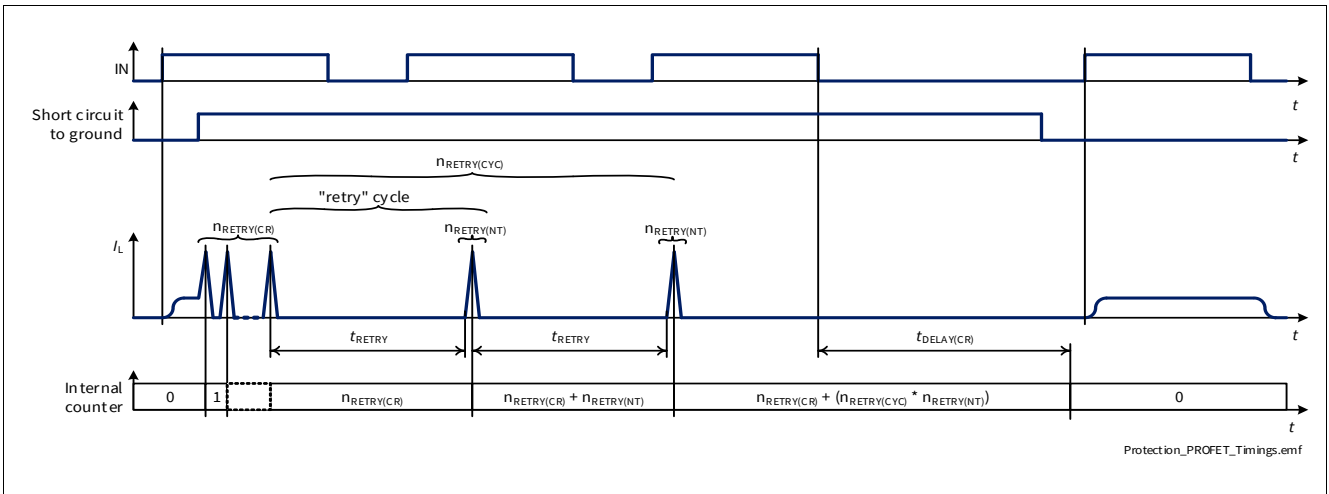 IN
t
Short circuit
to ground
t
nRETRY(CYC)
"retry" cycle
nRETRY(CR)
nRETRY(NT)
nRETRY(NT)
IL
t
tRETRY
tRETRY
tDELAY(CR)
Internal
counter
0
1
nRETRY(CR)
nRETRY(CR) + nRETRY(NT)
nRETRY(CR) + (nRETRY(CYC) * nRETRY(NT))
0
t
Protection_PROFET_Timings.emf